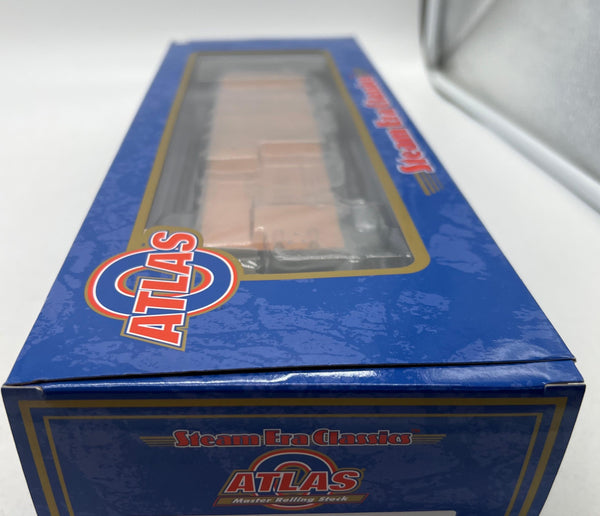 Steam Era Classics
ATLAS
O
Steam Era Classics®
ATLAS
O
Master Rolling Stock